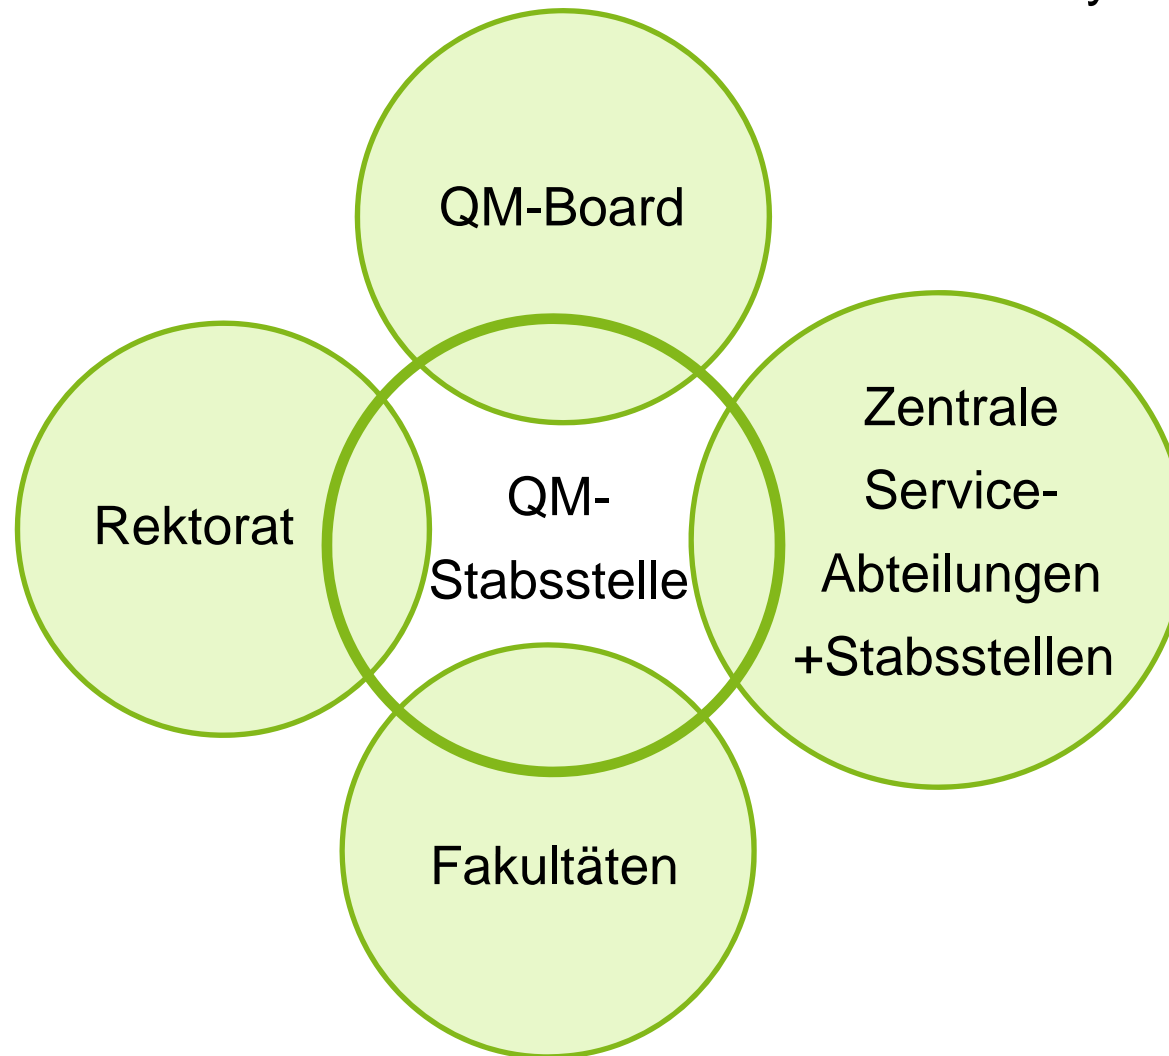 QM-Board
Zentrale
Service-
Abteilungen
+Stabsstellen
Rektorat
QM-
Stabsstelle
Fakultäten